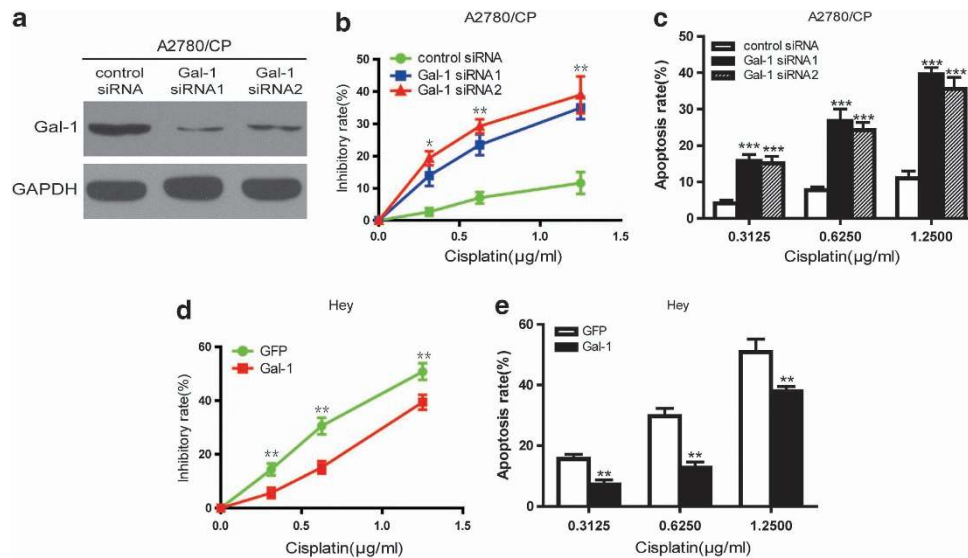 a
A2780/CP
control siRNA
Gal-1 siRNA1
Gal-1 siRNA2
Gal-1
GAPDH
b
A2780/CP
control siRNA
Gal-1 siRNA1
Gal-1 siRNA2
Inhibitory rate(%)
50
40
30
20
10
0
*
**
**
0.0 0.5 1.0 1.5
Cisplatin(μg/ml)
c
A2780/CP
control siRNA
Gal-1 siRNA1
Gal-1 siRNA2
Apoptosis rate(%)
50
40
30
20
10
0
*** ***
*** ***
*** ***
0.3125 0.6250 1.2500
Cisplatin(μg/ml)
d
Hey
GFP
Gal-1
Inhibitory rate(%)
60
40
20
0
**
**
**
0.0 0.5 1.0 1.5
Cisplatin(μg/ml)
e
Hey
GFP
Gal-1
Apoptosis rate(%)
60
40
20
0
**
**
**
0.3125 0.6250 1.2500
Cisplatin(μg/ml)